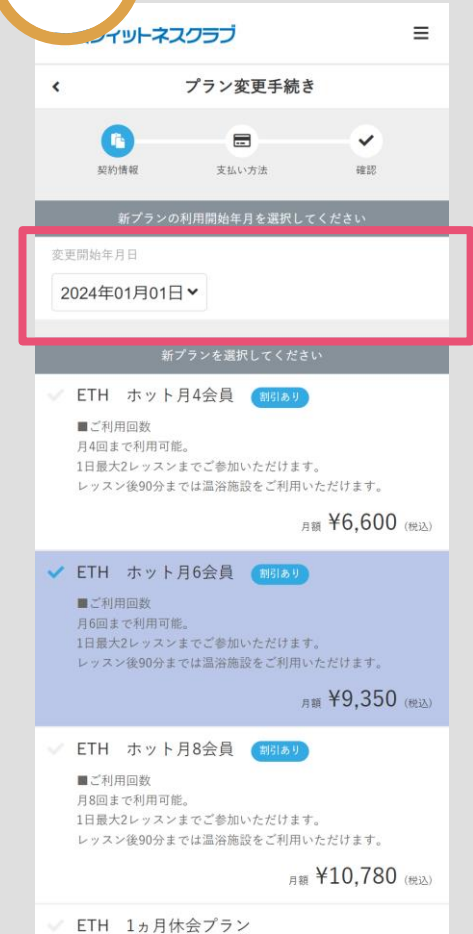 ィットネスクラブ
プラン変更手続き
契約情報
支払い方法
確認
新プランの利用開始年月を選択してください
変更開始年月日
2024年01月01日
新プランを選択してください
ETH ホット月4会員 割引あり
■ご利用回数
月4回まで利用可能。
1日最大2レッスンまでご参加いただけます。
レッスン後90分までは温浴施設をご利用いただけます。
月額 ¥6,600 (税込)
ETH ホット月6会員 割引あり
■ご利用回数
月6回まで利用可能。
1日最大2レッスンまでご参加いただけます。
レッスン後90分までは温浴施設をご利用いただけます。
月額 ¥9,350 (税込)
ETH ホット月8会員 割引あり
■ご利用回数
月8回まで利用可能。
1日最大2レッスンまでご参加いただけます。
レッスン後90分までは温浴施設をご利用いただけます。
月額 ¥10,780 (税込)
ETH 1ヵ月休会プラン